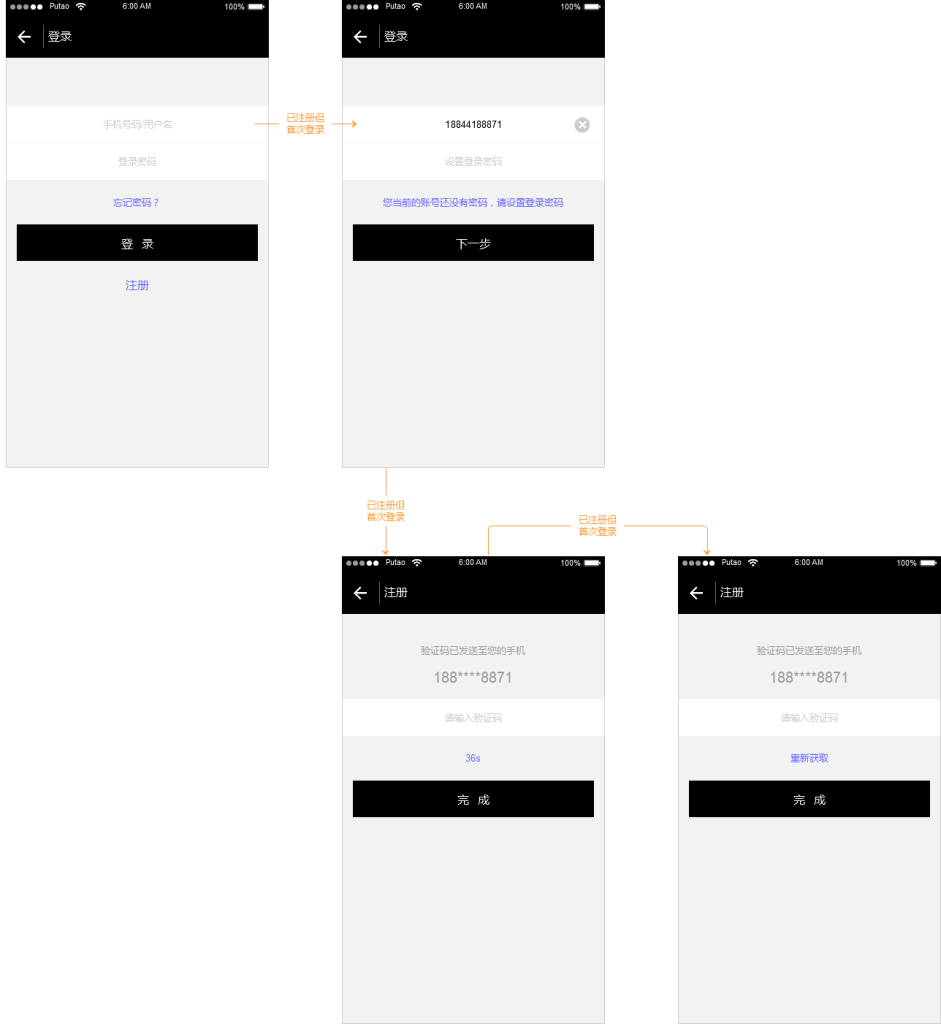 Putao 6:00 AM 100%
登录
手机号码/用户名
登录密码
忘记密码？
登 录
注册
已注册但
首次登录
Putao 6:00 AM 100%
登录
18844188871
设置登录密码
您当前的账号还没有密码，请设置登录密码
下一步
已注册但
首次登录
已注册但
首次登录
Putao 6:00 AM 100%
注册
验证码已发送至您的手机
188****8871
请输入验证码
36s
完 成
Putao 6:00 AM 100%
注册
验证码已发送至您的手机
188****8871
请输入验证码
重新获取
完 成